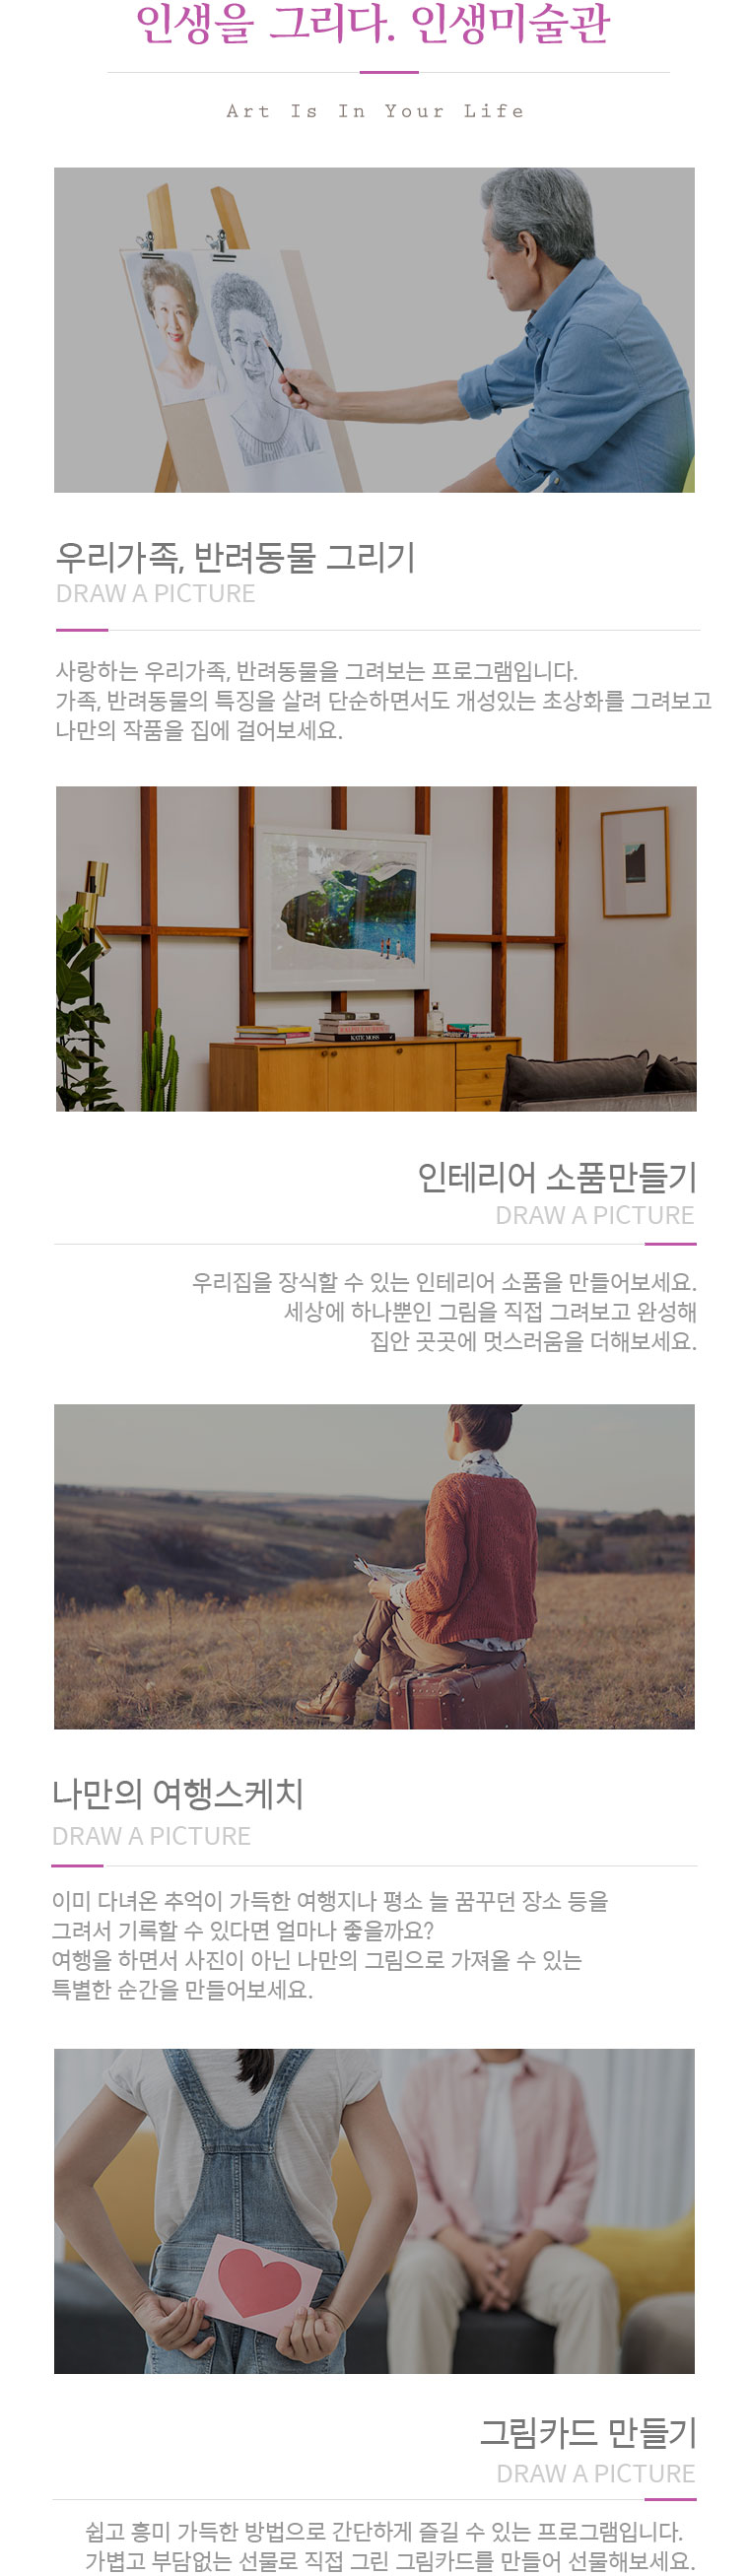 인생을 그리다. 인생미술관
Art Is In Your Life
우리가족, 반려동물 그리기
DRAW A PICTURE
사랑하는 우리가족, 반려동물을 그려보는 프로그램입니다.
가족, 반려동물의 특징을 살려 단순하면서도 개성있는 초상화를 그려보고
나만의 작품을 집에 걸어보세요.
RALPH LAUREN
KATE MOSS
인테리어 소품만들기
DRAW A PICTURE
우리집을 장식할 수 있는 인테리어 소품을 만들어보세요.
세상에 하나뿐인 그림을 직접 그려보고 완성해
집안 곳곳에 멋스러움을 더해보세요.
나만의 여행스케치
DRAW A PICTURE
이미 다녀온 추억이 가득한 여행지나 평소 늘 꿈꾸던 장소 등을
그려서 기록할 수 있다면 얼마나 좋을까요?
여행을 하면서 사진이 아닌 나만의 그림으로 가져올 수 있는
특별한 순간을 만들어보세요.
그림카드 만들기
DRAW A PICTURE
쉽고 흥미 가득한 방법으로 간단하게 즐길 수 있는 프로그램입니다.
가볍고 부담없는 선물로 직접 그린 그림카드를 만들어 선물해보세요.